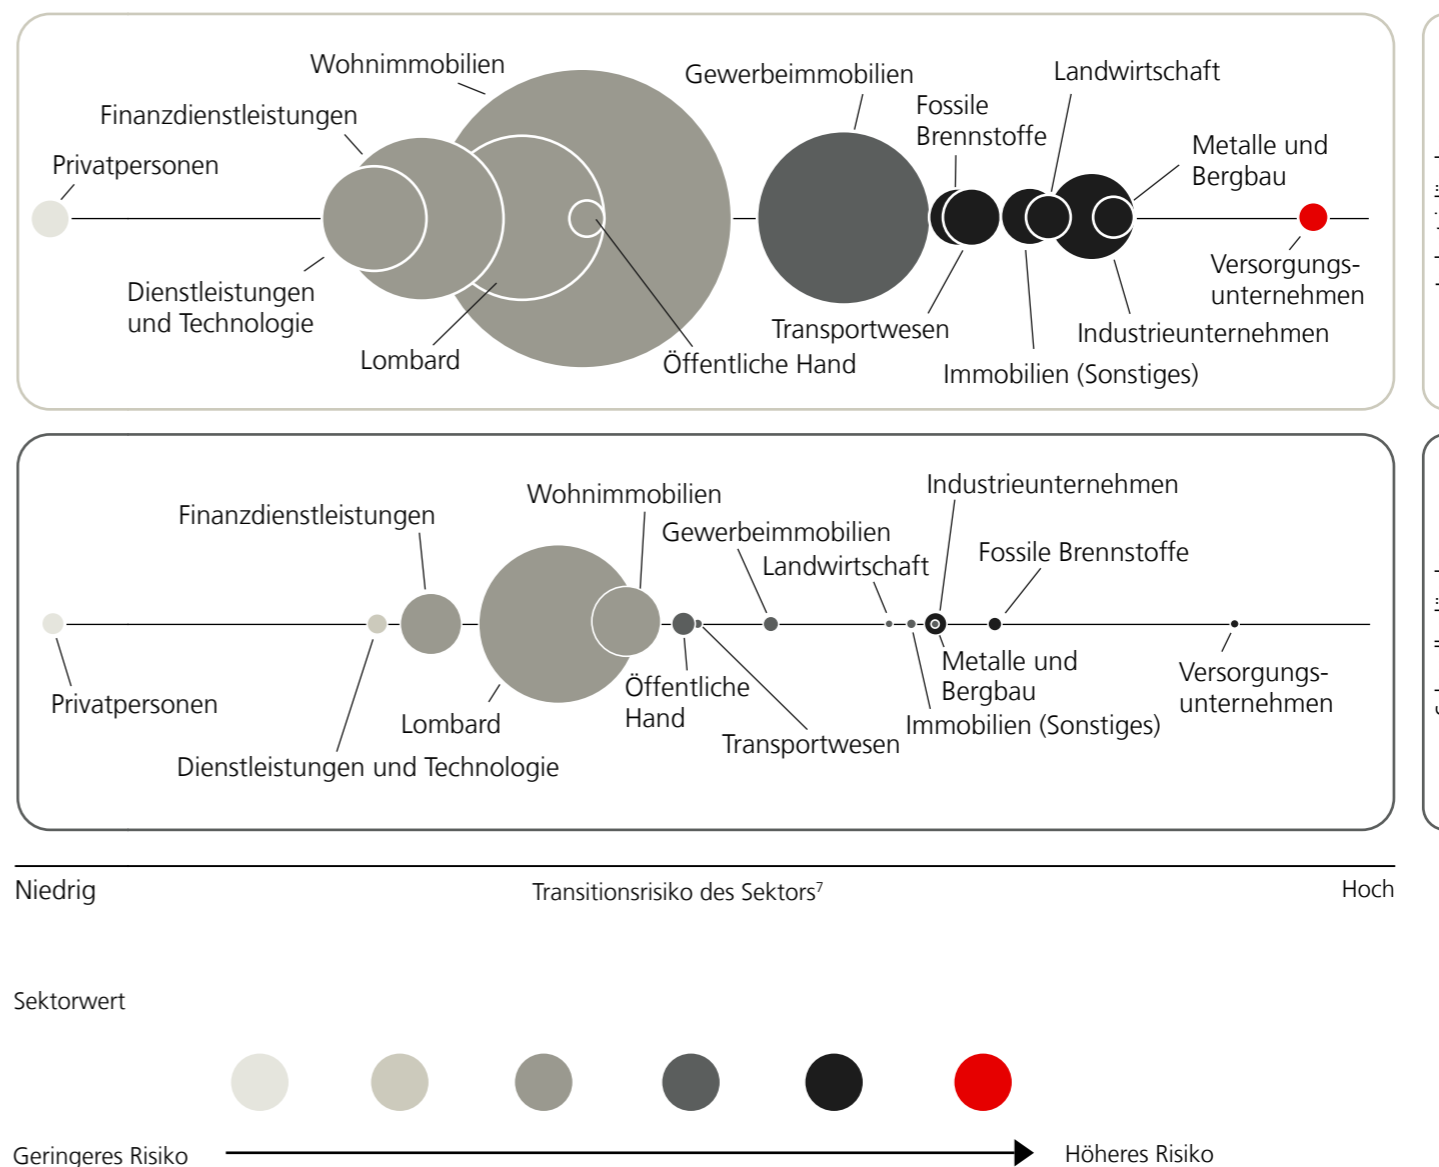 Wohnimmobilien
Gewerbeimmobilien
Landwirtschaft
Finanzdienstleistungen
Fossile
Brennstoffe
Privatpersonen
Metalle und
Bergbau
Dienstleistungen
und Technologie
Lombard
Öffentliche Hand
Transportwesen
Immobilien (Sonstiges)
Industrieunternehmen
Versorgungs-
unternehmen
Industrieunternehmen
Wohnimmobilien
Finanzdienstleistungen
Gewerbeimmobilien
Landwirtschaft
Fossile Brennstoffe
Privatpersonen
Lombard
Dienstleistungen und Technologie
Öffentliche
Hand
Transportwesen
Metalle und
Bergbau
Immobilien (Sonstiges)
Versorgungs-
unternehmen
Niedrig Transitionsrisiko des Sektors⁷ Hoch
Sektorwert
Geringeres Risiko Höheres Risiko